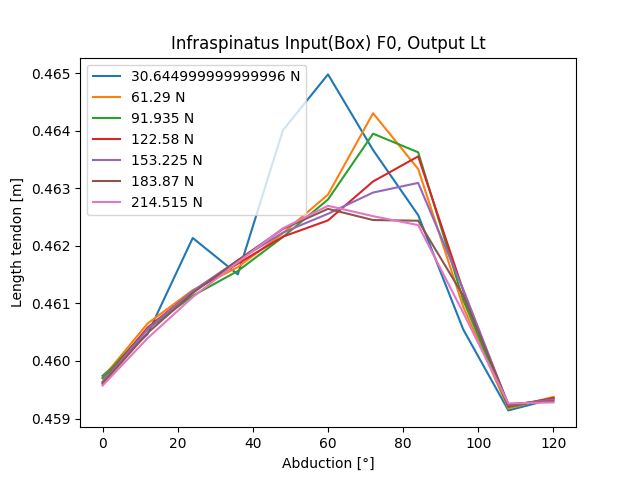 Infraspinatus Input(Box) F0, Output Lt
30.644999999999996 N
61.29 N
91.935 N
122.58 N
153.225 N
183.87 N
214.515 N
0.465
0.464
0.463
0.462
0.461
0.460
0.459
Length tendon [m]
0 20 40 60 80 100 120
Abduction [°]